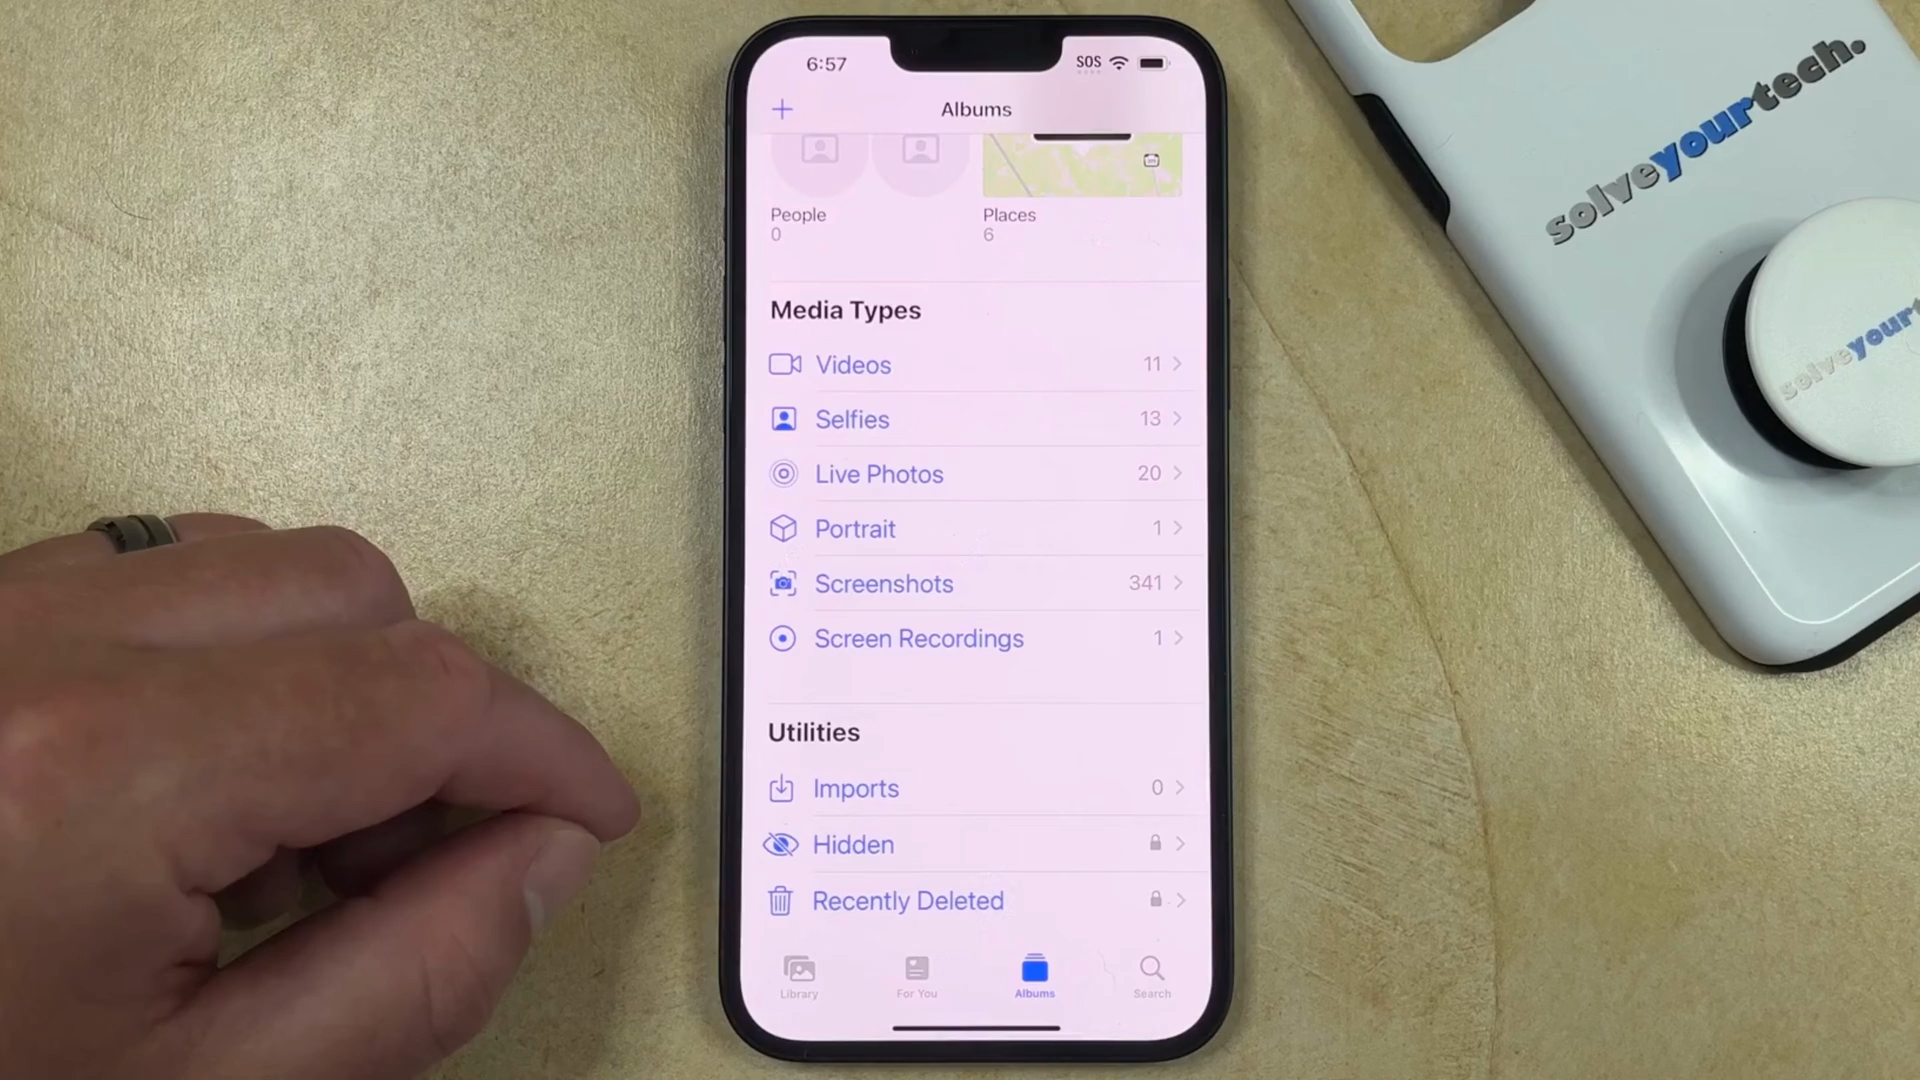 6:57
SOS
Albums
People
0
Places
6
Media Types
Videos 11
Selfies 13
Live Photos 20
Portrait 1
Screenshots 341
Screen Recordings 1
Utilities
Imports 0
Hidden
Recently Deleted
Library
For You
Albums
Search
solveyourtech.
solveyourt